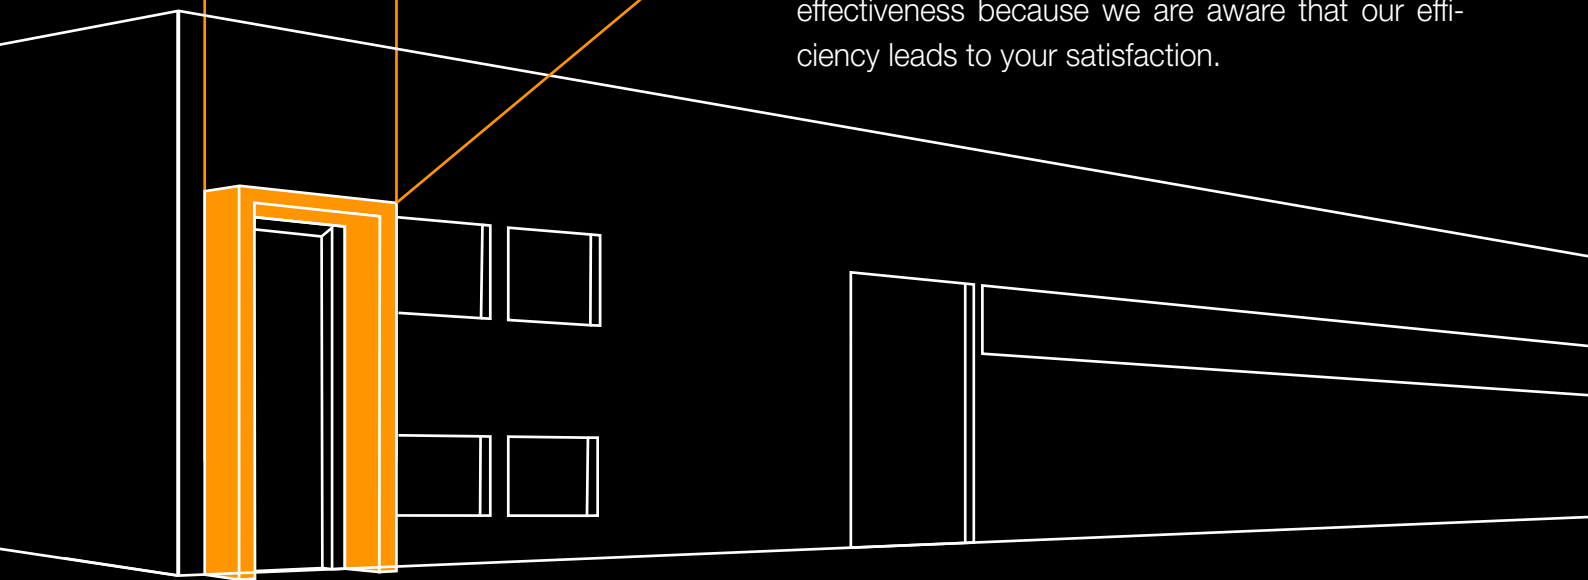 effectiveness because we are aware that our effi-
ciency leads to your satisfaction.